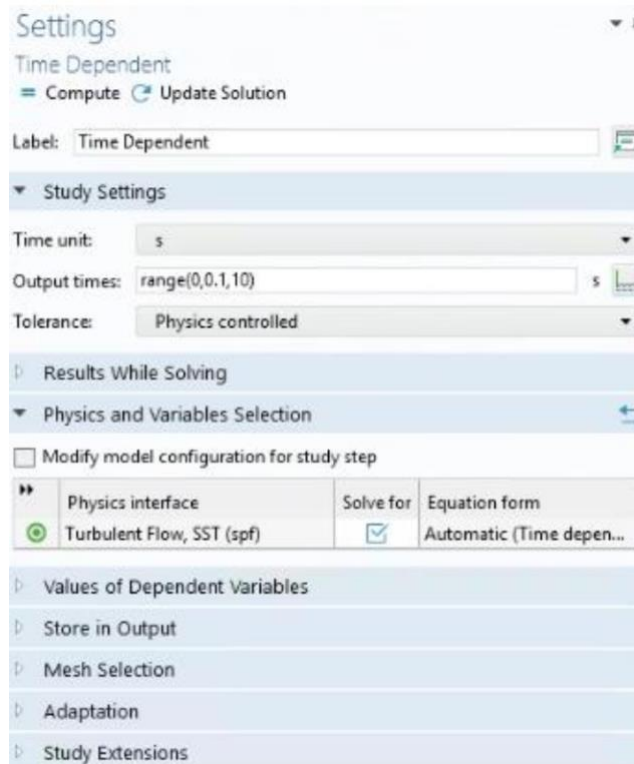 Settings
Time Dependent
= Compute Update Solution
Label: Time Dependent
Study Settings
Time unit: s
Output times: range(0,0.1,10) s
Tolerance: Physics controlled
Results While Solving
Physics and Variables Selection
Modify model configuration for study step
Physics interface Solve for Equation form
Turbulent Flow, SST (spf) Automatic (Time depen...
Values of Dependent Variables
Store in Output
Mesh Selection
Adaptation
Study Extensions